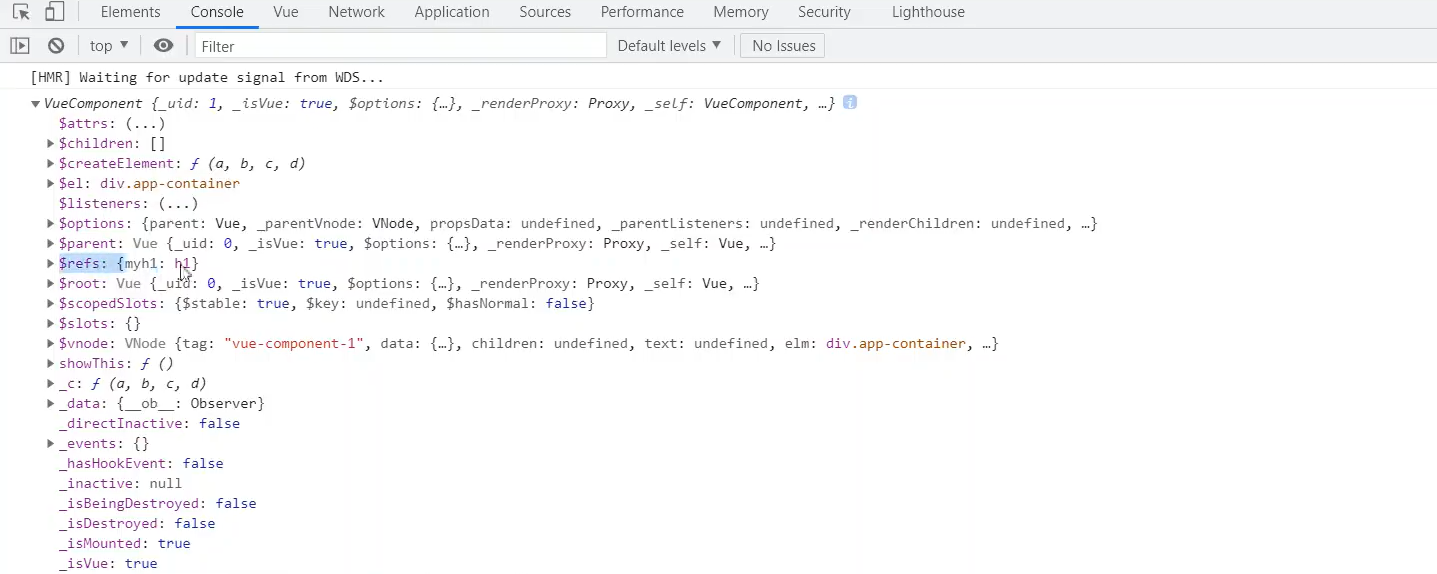 Elements Console Vue Network Application Sources Performance Memory Security Lighthouse
top ▼ Filter Default levels ▼ No Issues
[HMR] Waiting for update signal from WDS...
▼VueComponent {_uid: 1, _isVue: true, $options: {…}, _renderProxy: Proxy, _self: VueComponent, …} i
$attrs: (...)
▶$children: []
▶$createElement: ƒ (a, b, c, d)
▶$el: div.app-container
$listeners: (...)
▶$options: {parent: Vue, _parentVnode: VNode, propsData: undefined, _parentListeners: undefined, _renderChildren: undefined, …}
▶$parent: Vue {_uid: 0, _isVue: true, $options: {…}, _renderProxy: Proxy, _self: Vue, …}
▶$refs: {myh1: h1}
▶$root: Vue {_uid: 0, _isVue: true, $options: {…}, _renderProxy: Proxy, _self: Vue, …}
▶$scopedSlots: {$stable: true, $key: undefined, $hasNormal: false}
▶$slots: {}
▶$vnode: VNode {tag: "vue-component-1", data: {…}, children: undefined, text: undefined, elm: div.app-container, …}
▶showThis: ƒ ()
▶_c: ƒ (a, b, c, d)
▶_data: {__ob__: Observer}
_directInactive: false
▶_events: {}
_hasHookEvent: false
_inactive: null
_isBeingDestroyed: false
_isDestroyed: false
_isMounted: true
_isVue: true